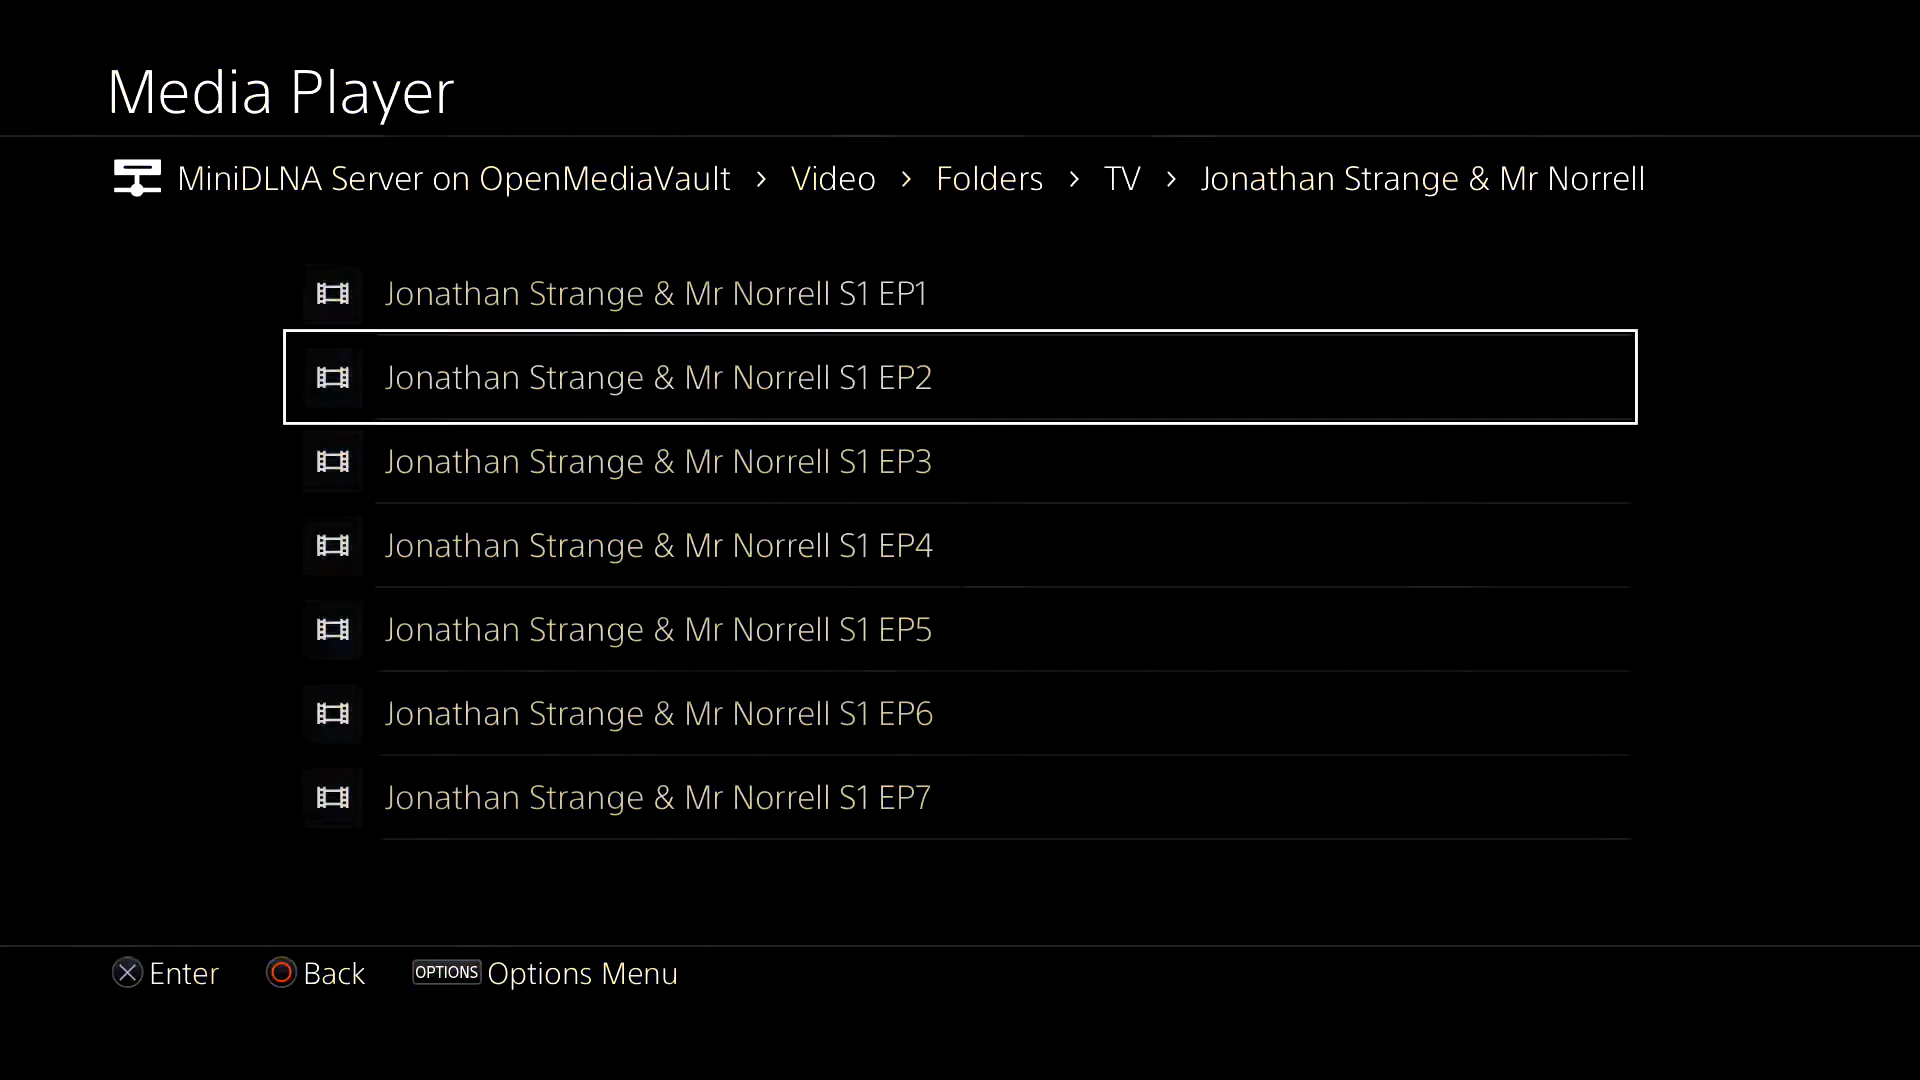 Media Player
MiniDLNA Server on OpenMediaVault > Video > Folders > TV > Jonathan Strange & Mr Norrell
Jonathan Strange & Mr Norrell S1 EP1
Jonathan Strange & Mr Norrell S1 EP2
Jonathan Strange & Mr Norrell S1 EP3
Jonathan Strange & Mr Norrell S1 EP4
Jonathan Strange & Mr Norrell S1 EP5
Jonathan Strange & Mr Norrell S1 EP6
Jonathan Strange & Mr Norrell S1 EP7
Enter Back OPTIONS Options Menu